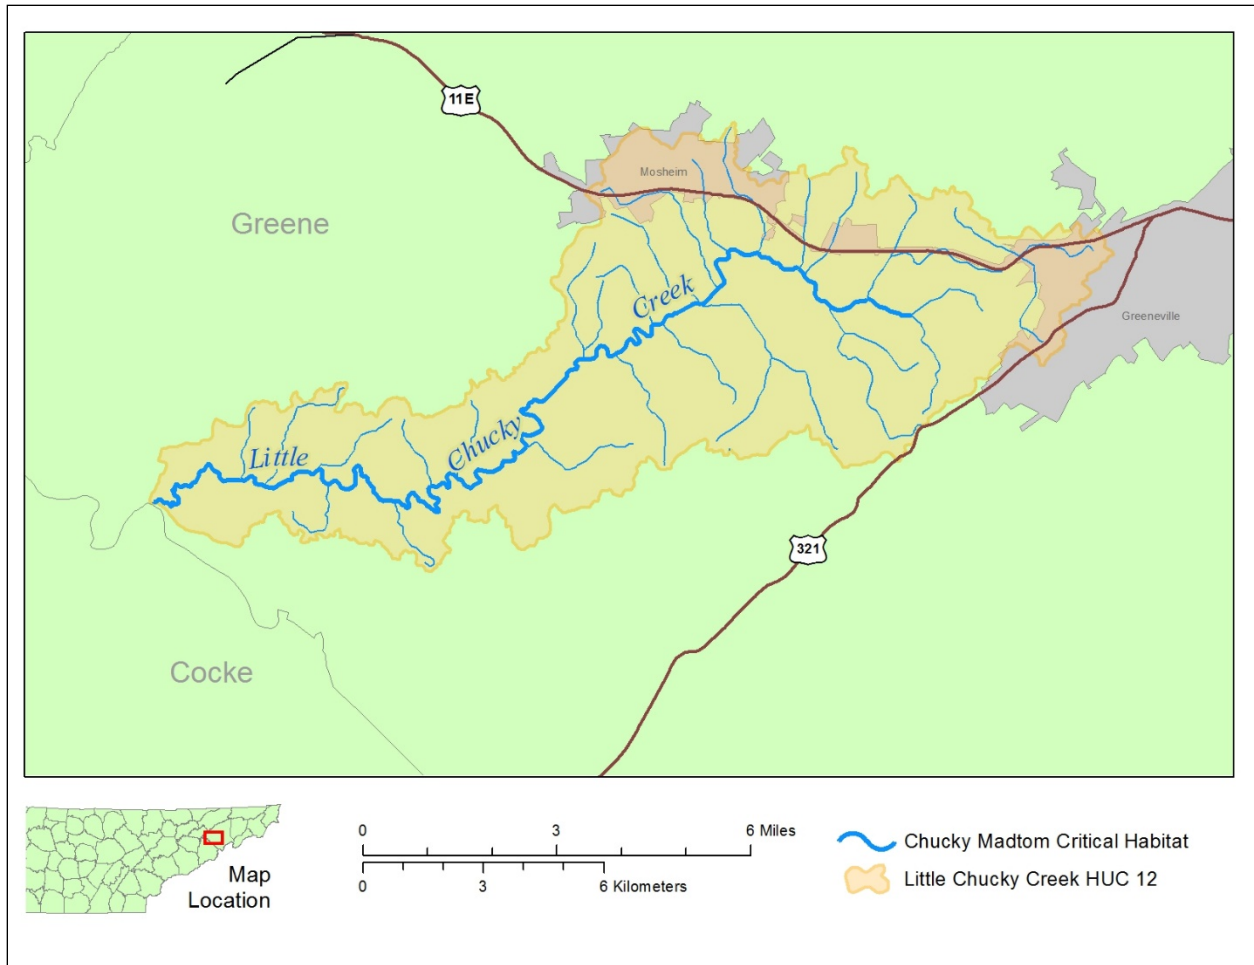 11E
Mosheim
Greene
Creek
Greeneville
Chucky
Little
321
Cocke
0 3 6 Miles
0 3 6 Kilometers
Map
Location
Chucky Madtom Critical Habitat
Little Chucky Creek HUC 12